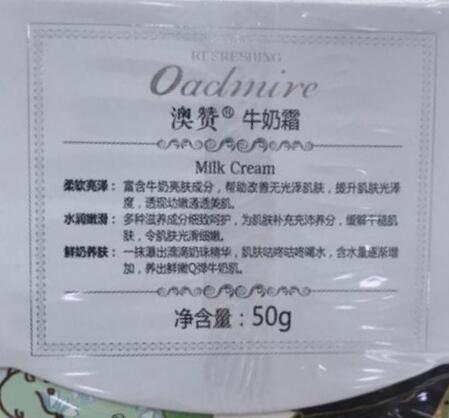 REFRESHING
Oadmire
澳赞® 牛奶霜
Milk Cream
柔软亮泽：富含牛奶亮肤成分，帮助改善无光泽肌肤，提升肌肤光泽
度，透现幼嫩通透美肌。
水润嫩滑：多种滋养成分细致呵护，为肌肤补充充沛养分，缓解干糙肌
肤，令肌肤光滑细嫩。
鲜奶养肤：一抹瀑出滴滴奶珠精华，肌肤咕咚咕咚喝水，含水量逐渐增
加，养出鲜嫩Q弹牛奶肌。
净含量：50g